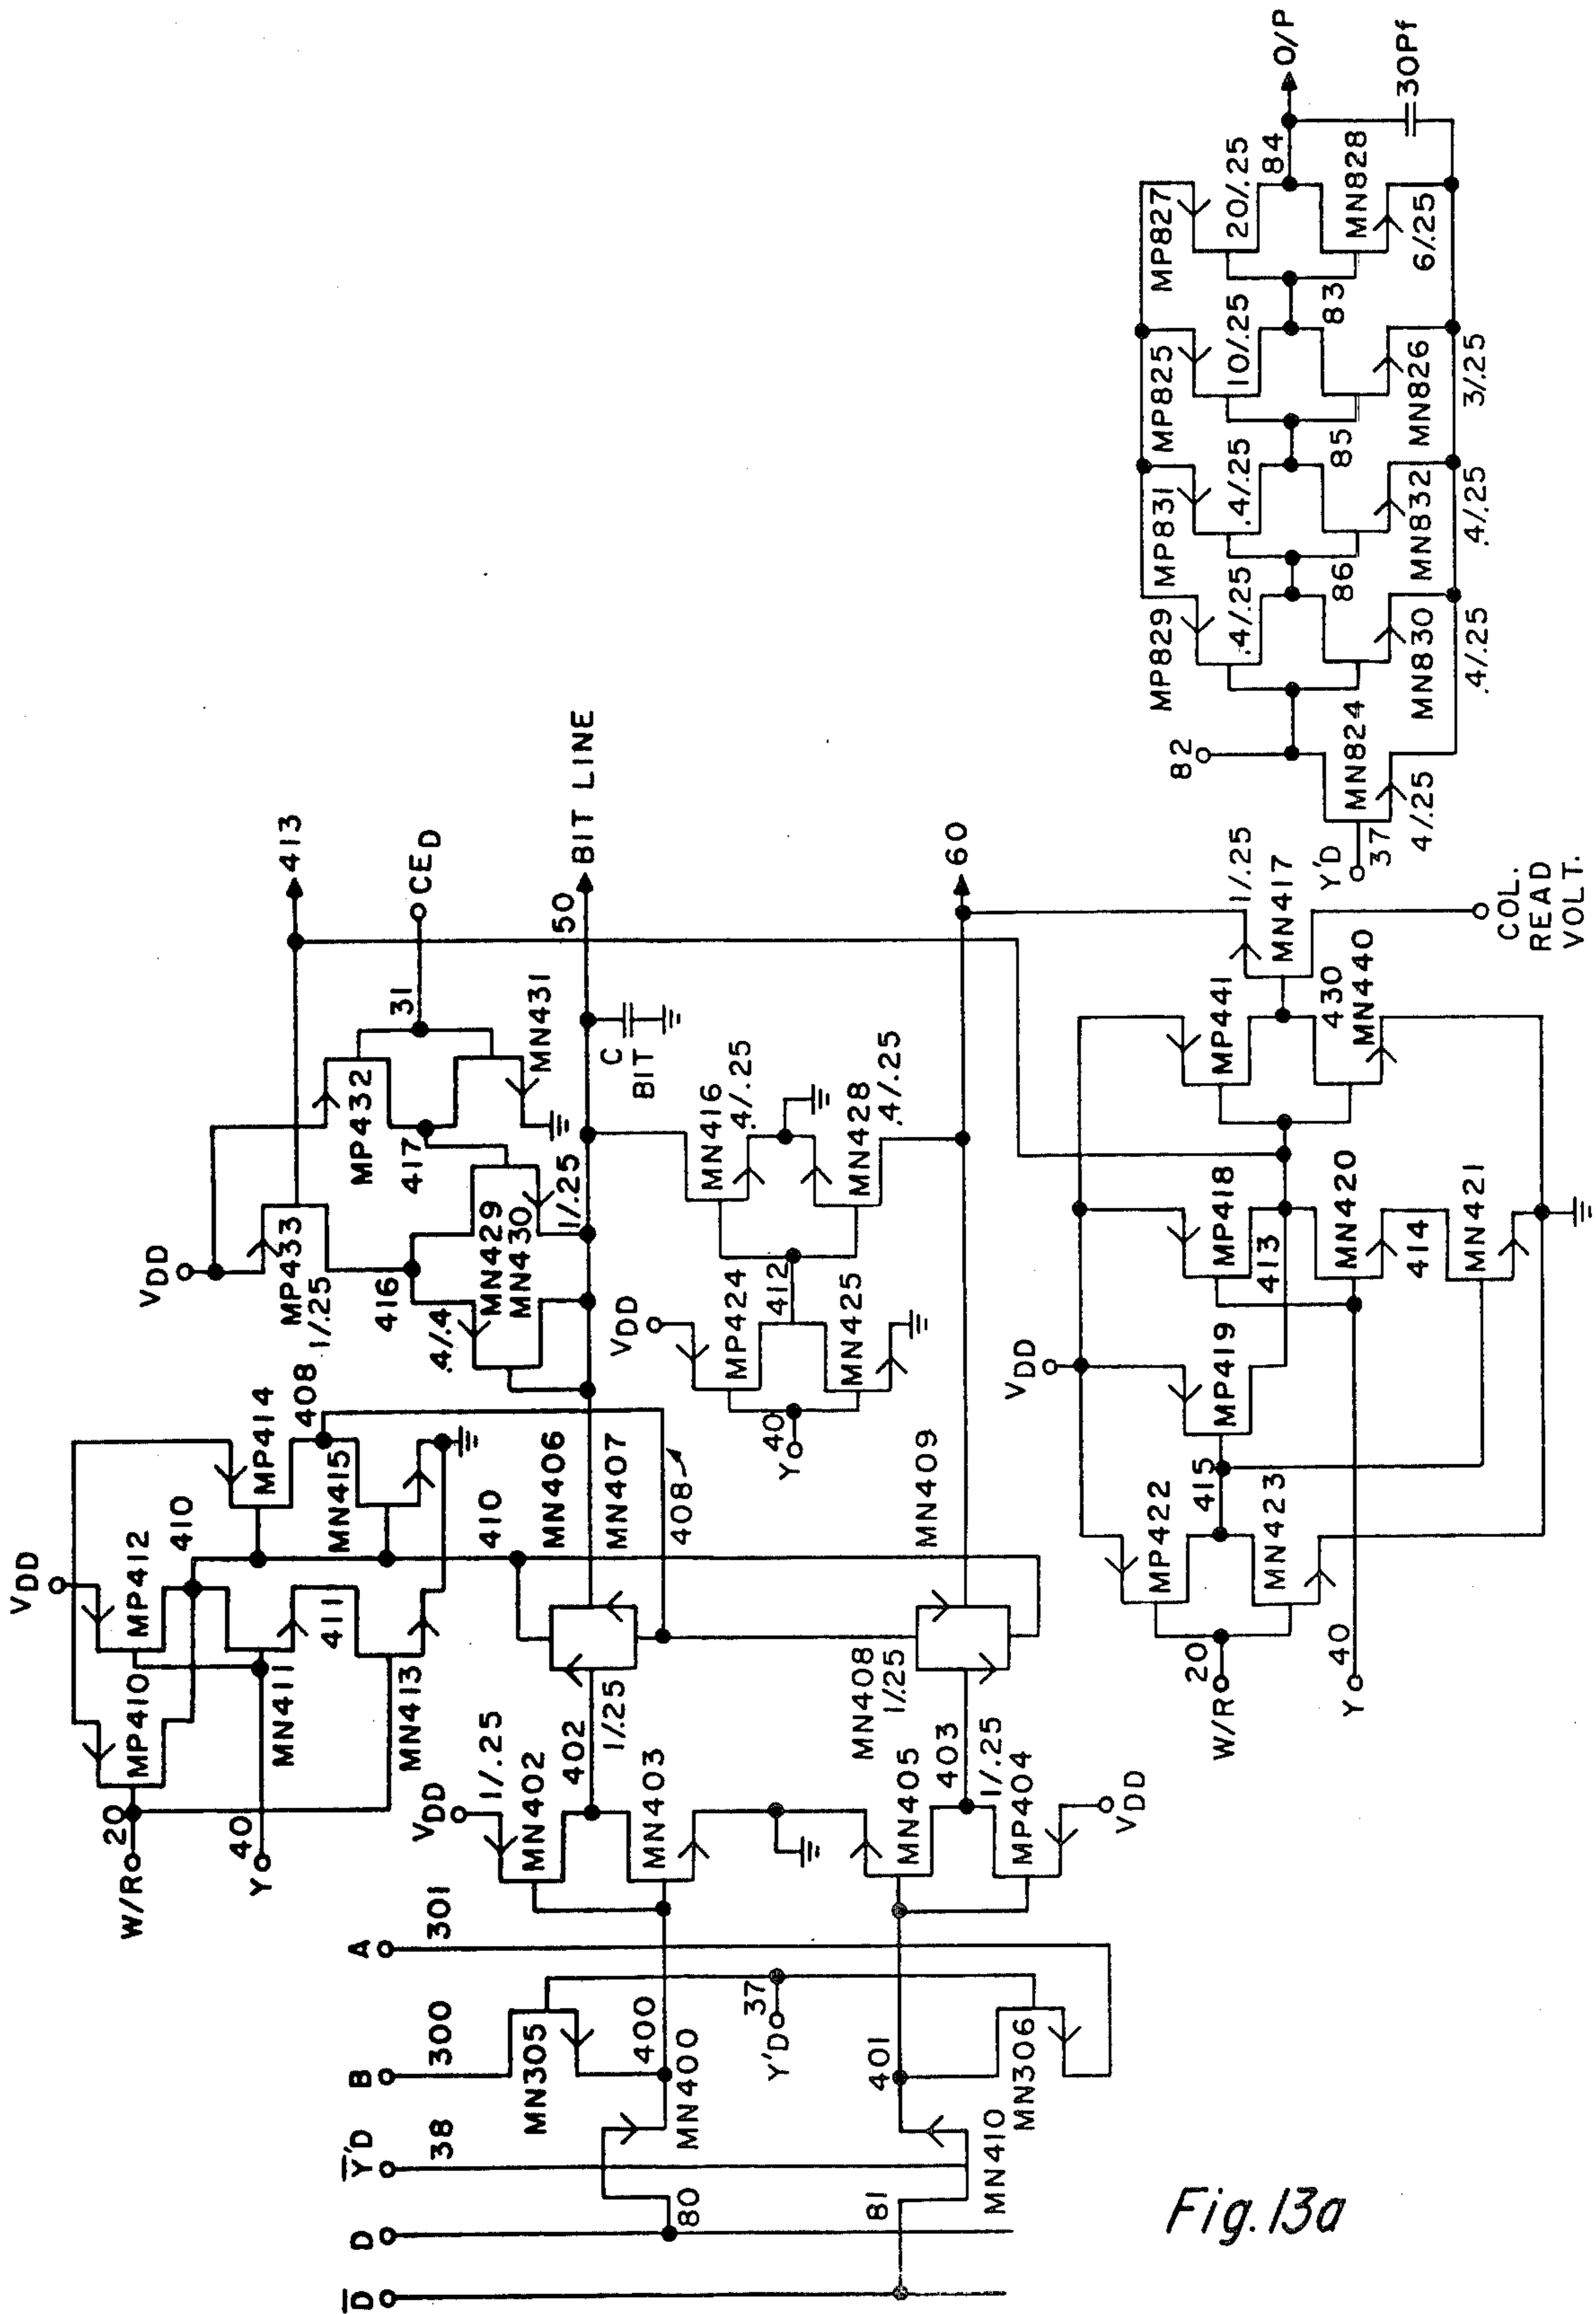 VDD
W/R
20
Y
40
MP410
MP412
MN411
411
MN413
410
MP414
408
MN415
VDD
MP433
1/.25
413
MP432
31
CED
417
MN431
416
MN429
MN430
.4/.4
1/.25
50
BIT LINE
C
BIT
D
D
Y'D
38
B
300
A
301
MN305
400
MN400
80
Y'D
37
401
81
MN410
MN306
VDD
1/.25
MN402
402
MN403
1/.25
410
MN406
MN407
408
MN408
1/.25
MN409
MN405
403
1/.25
MP404
VDD
Y
40
VDD
MP424
412
MN425
MN416
.4/.25
MN428
.4/.25
60
W/R
20
Y
40
MP422
415
MN423
VDD
MP419
MP418
413
MN420
414
MN421
MP441
430
MN440
MN417
1/.25
COL.
READ
VOLT.
82
Y'D
37
MN824
4/.25
MP829
.4/.25
86
MN830
.4/.25
MP831
.4/.25
85
MN832
.4/.25
MP825
10/.25
83
MN826
3/.25
MP827
20/.25
84
MN828
6/.25
O/P
30Pf
Fig.13a